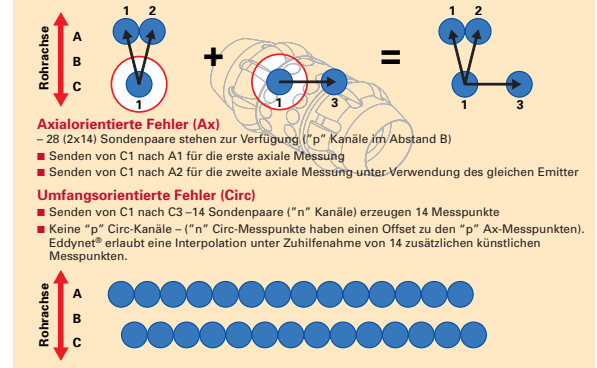 1 2 1 2
Rohrachse
A
B
C
+
=
1 1 3 1 3
Axialorientierte Fehler (Ax)
– 28 (2x14) Sondenpaare stehen zur Verfügung ("p" Kanäle im Abstand B)
■ Senden von C1 nach A1 für die erste axiale Messung
■ Senden von C1 nach A2 für die zweite axiale Messung unter Verwendung des gleichen Emitter
Umfangsorientierte Fehler (Circ)
■ Senden von C1 nach C3 –14 Sondenpaare ("n" Kanäle) erzeugen 14 Messpunkte
■ Keine "p" Circ-Kanäle – ("n" Circ-Messpunkte haben einen Offset zu den "p" Ax-Messpunkten).
Eddynet® erlaubt eine Interpolation unter Zuhilfenahme von 14 zusätzlichen künstlichen
Messpunkten.
Rohrachse
A
B
C